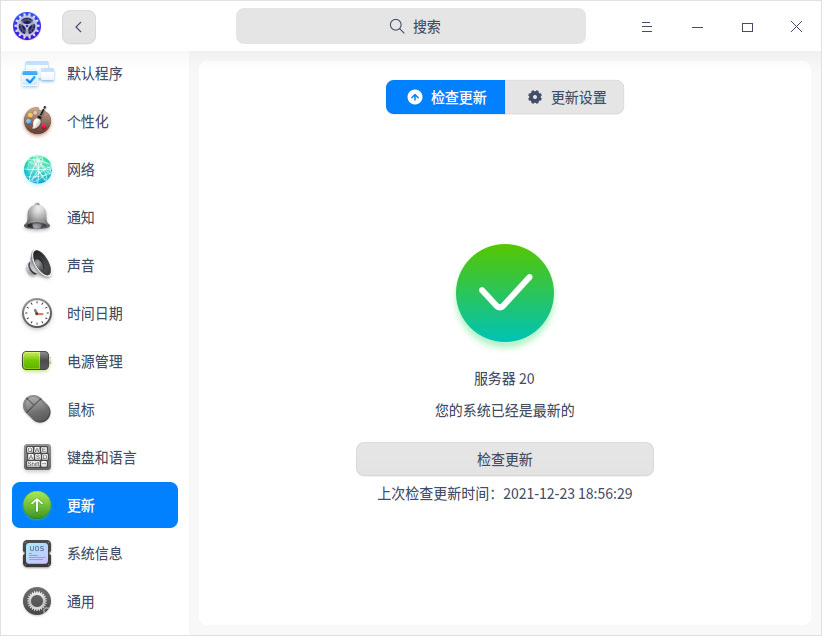 搜索
默认程序
个性化
网络
通知
声音
时间日期
电源管理
鼠标
键盘和语言
更新
系统信息
通用
检查更新
更新设置
服务器 20
您的系统已经是最新的
检查更新
上次检查更新时间：2021-12-23 18:56:29
UOS